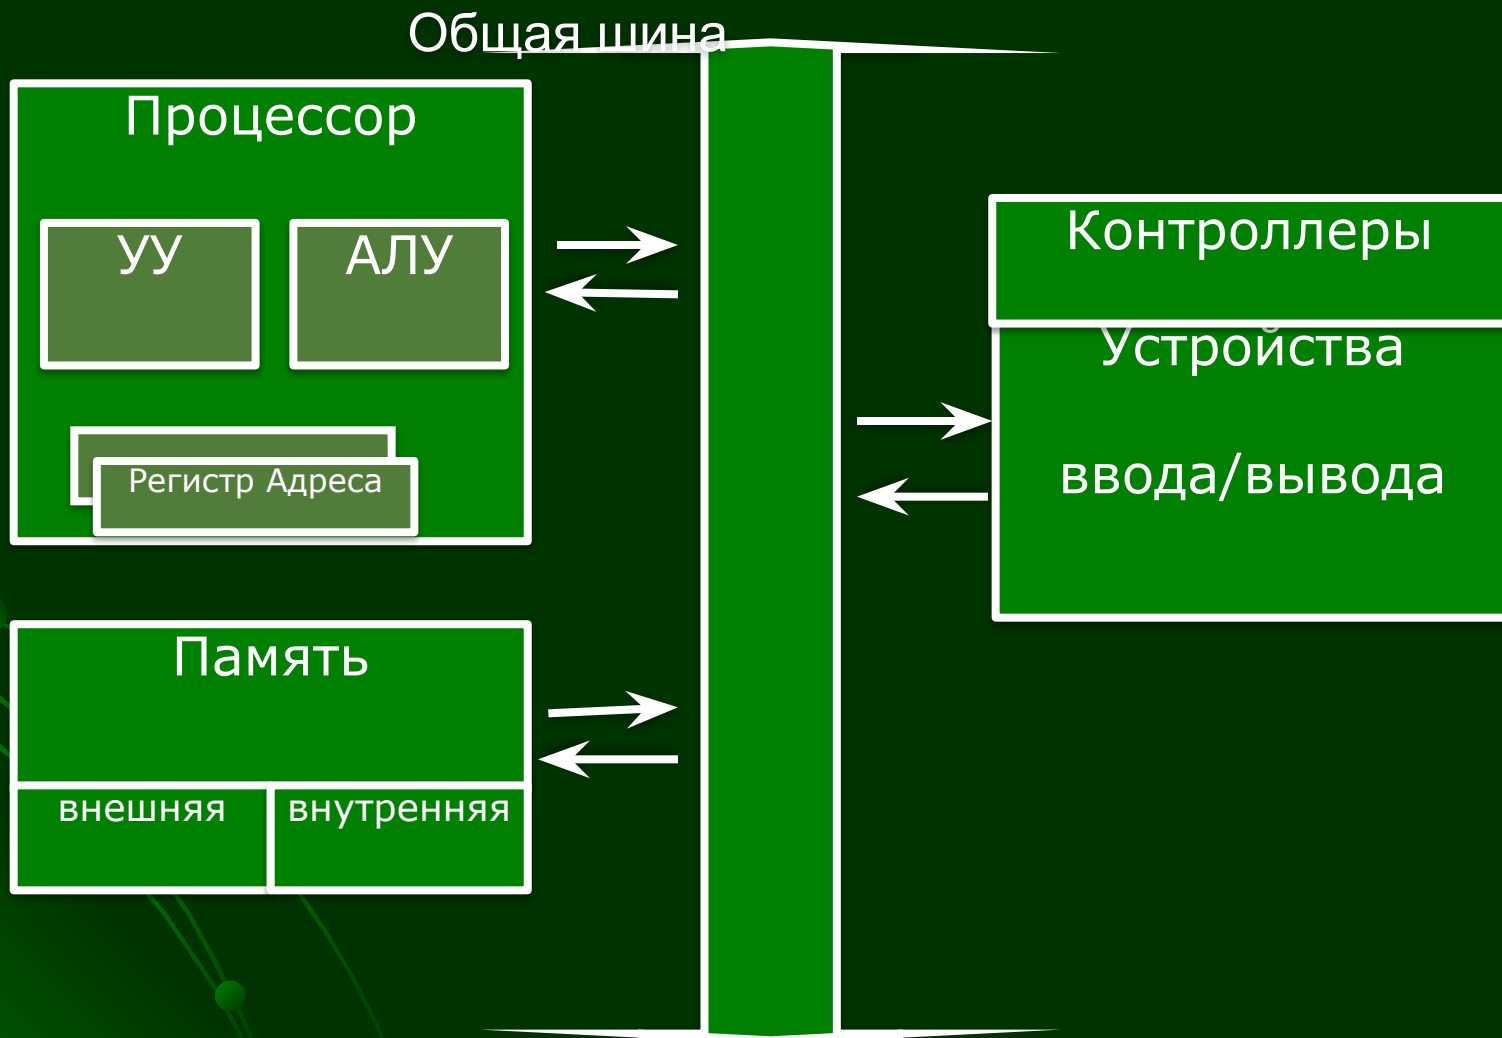 Общая шина
Процессор
УУ
АЛУ
Регистр Адреса
Память
внешняя
внутренняя
Контроллеры
Устройства
ввода/вывода